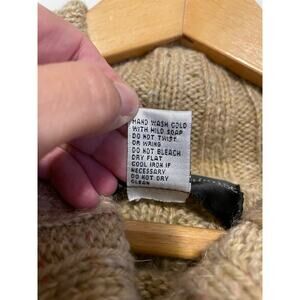 HAND WASH COLD
WITH MILD SOAP
DO NOT TWIST
OR WRING
DO NOT BLEACH
DRY FLAT
COOL IRON IF
NECESSARY
DO NOT DRY
CLEAN